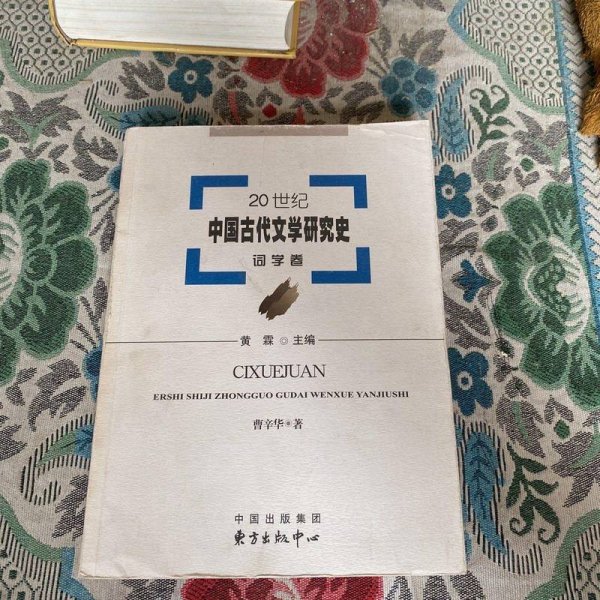 20世纪
中国古代文学研究史
词学卷
黄霖◎主编
CIXUEJUAN
ERSHI SHIJI ZHONGGUO GUDAI WENXUE YANJIUSHI
曹辛华◎著
中国出版集团
东方出版中心